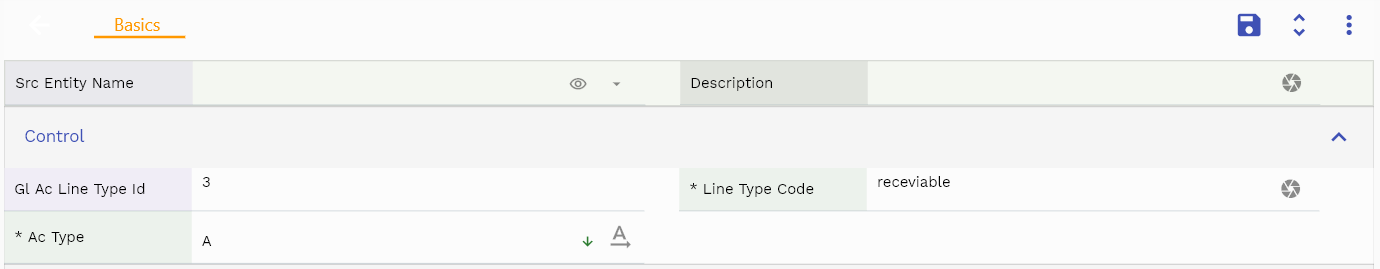 Basics
Src Entity Name
Description
Control
Gl Ac Line Type Id 3
* Line Type Code receviable
* Ac Type A